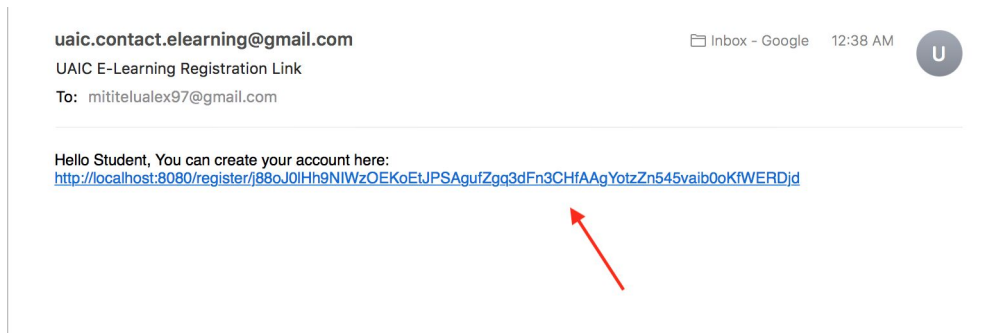 uaic.contact.elearning@gmail.com
Inbox - Google 12:38 AM
U
UAIC E-Learning Registration Link
To: mititelualex97@gmail.com
Hello Student, You can create your account here:
http://localhost:8080/register/j88oJ0lHh9NIWzOEKoEtJPSAgufZgq3dFn3CHfAAgYotzZn545vaib0oKfWERDjd